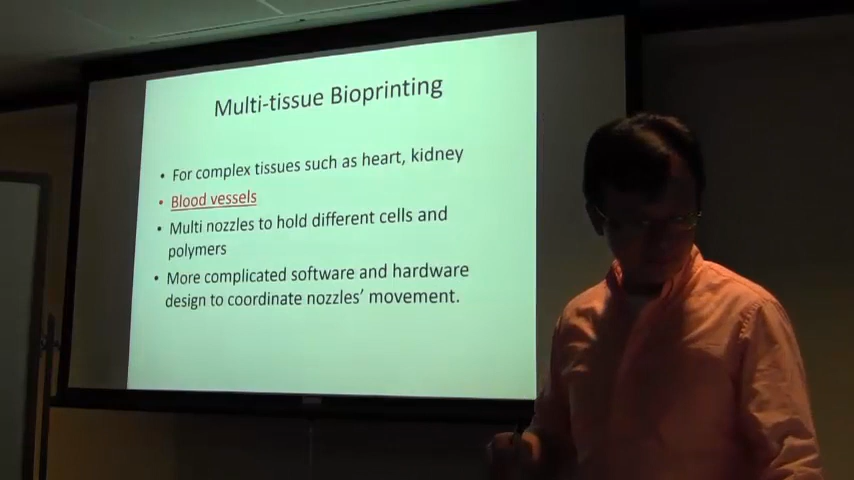 Multi-tissue Bioprinting
• For complex tissues such as heart, kidney
• Blood vessels
• Multi nozzles to hold different cells and
polymers
• More complicated software and hardware
design to coordinate nozzles’ movement.